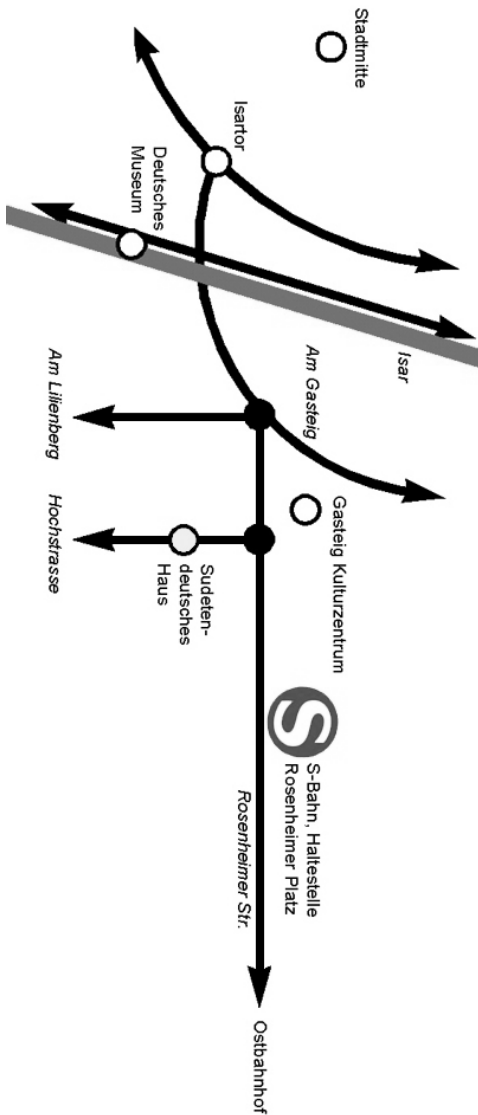 Stadtmitte
Isartor
Deutsches
Museum
Isar
Am Gasteig
Am Lilienberg
Gasteig Kulturzentrum
Hochstrasse
Sudeten-
deutsches
Haus
S
S-Bahn, Haltestelle
Rosenheimer Platz
Rosenheimer Str.
Ostbahnhof